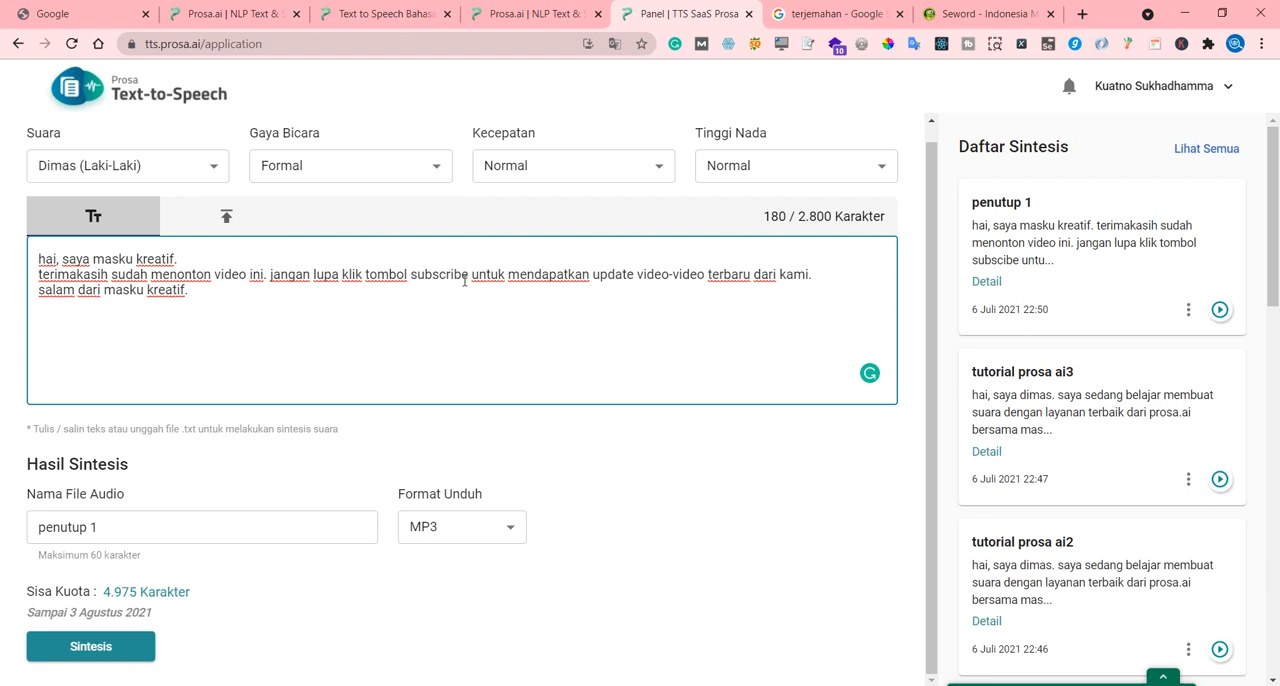 Google
Prosa.ai | NLP Text &
Text to Speech Bahasa
Prosa.ai | NLP Text &
Panel | TTS SaaS Prosa
terjemahan - Google
Seword - Indonesia M
tts.prosa.ai/application
10
Prosa
Text-to-Speech
Kuatno Sukhadhamma
Suara
Gaya Bicara
Kecepatan
Tinggi Nada
Dimas (Laki-Laki)
Formal
Normal
Normal
180 / 2.800 Karakter
hai, saya masku kreatif.
terimakasih sudah menonton video ini. jangan lupa klik tombol subscribe untuk mendapatkan update video-video terbaru dari kami.
salam dari masku kreatif.
* Tulis / salin teks atau unggah file .txt untuk melakukan sintesis suara
Hasil Sintesis
Nama File Audio
Format Unduh
penutup 1
MP3
Maksimum 60 karakter
Sisa Kuota : 4.975 Karakter
Sampai 3 Agustus 2021
Sintesis
Daftar Sintesis
Lihat Semua
penutup 1
hai, saya masku kreatif. terimakasih sudah
menonton video ini. jangan lupa klik tombol
subscibe untu...
Detail
6 Juli 2021 22:50
tutorial prosa ai3
hai, saya dimas. saya sedang belajar membuat
suara dengan layanan terbaik dari prosa.ai
bersama mas...
Detail
6 Juli 2021 22:47
tutorial prosa ai2
hai, saya dimas. saya sedang belajar membuat
suara dengan layanan terbaik dari prosa.ai
bersama mas...
Detail
6 Juli 2021 22:46